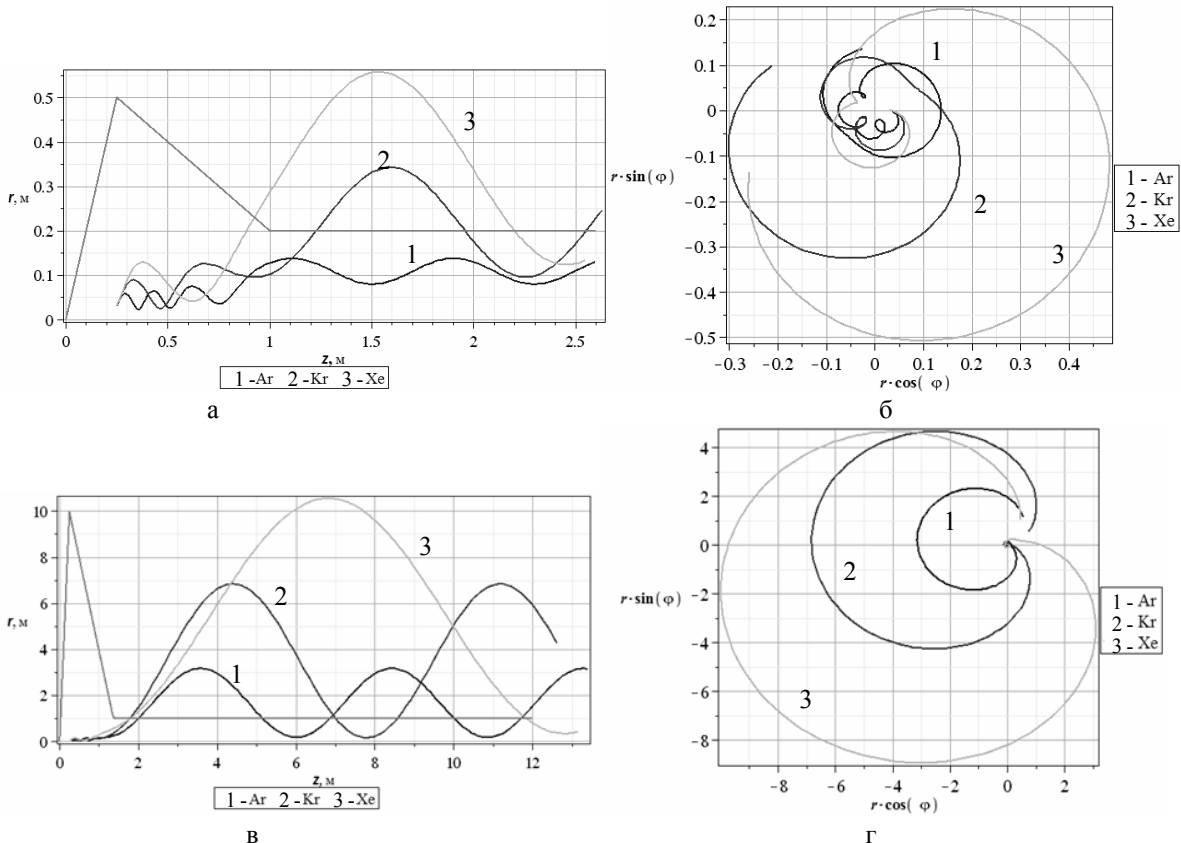 0.5
0.4
0.3
0.2
0.1
0
r, м
0 0.5 1 1.5 2 2.5
z, м
1 2 3
1 -Ar 2 -Kr 3 -Xe
а
0.2
0.1
0
-0.1
-0.2
-0.3
-0.4
-0.5
r·sin( φ)
-0.3 -0.2 -0.1 0 0.1 0.2 0.3 0.4
r·cos( φ)
1 2 3
1 - Ar
2 - Kr
3 - Xe
б
10
8
6
4
2
0
r, м
0 2 4 6 8 10 12
z, м
1 2 3
1 -Ar 2 -Kr 3 -Xe
в
4
2
0
-2
-4
-6
-8
r·sin( φ)
-8 -6 -4 -2 0 2
r·cos( φ)
1 2 3
1 - Ar
2 - Kr
3 - Xe
г